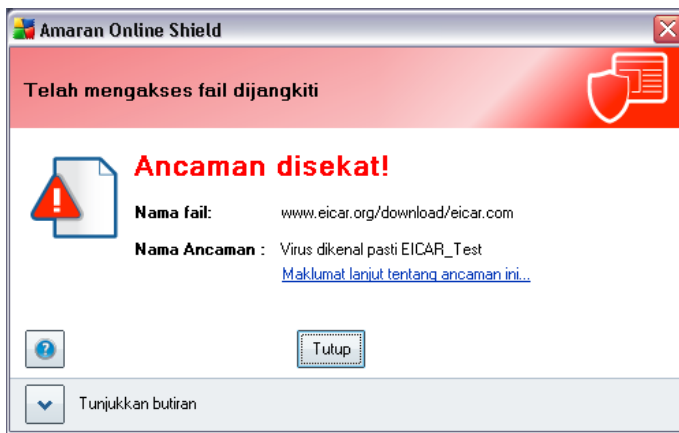 Amaran Online Shield
Telah mengakses fail dijangkiti
Ancaman disekat!
Nama fail: www.eicar.org/download/eicar.com
Nama Ancaman : Virus dikenal pasti EICAR_Test
Maklumat lanjut tentang ancaman ini...
Tutup
Tunjukkan butiran